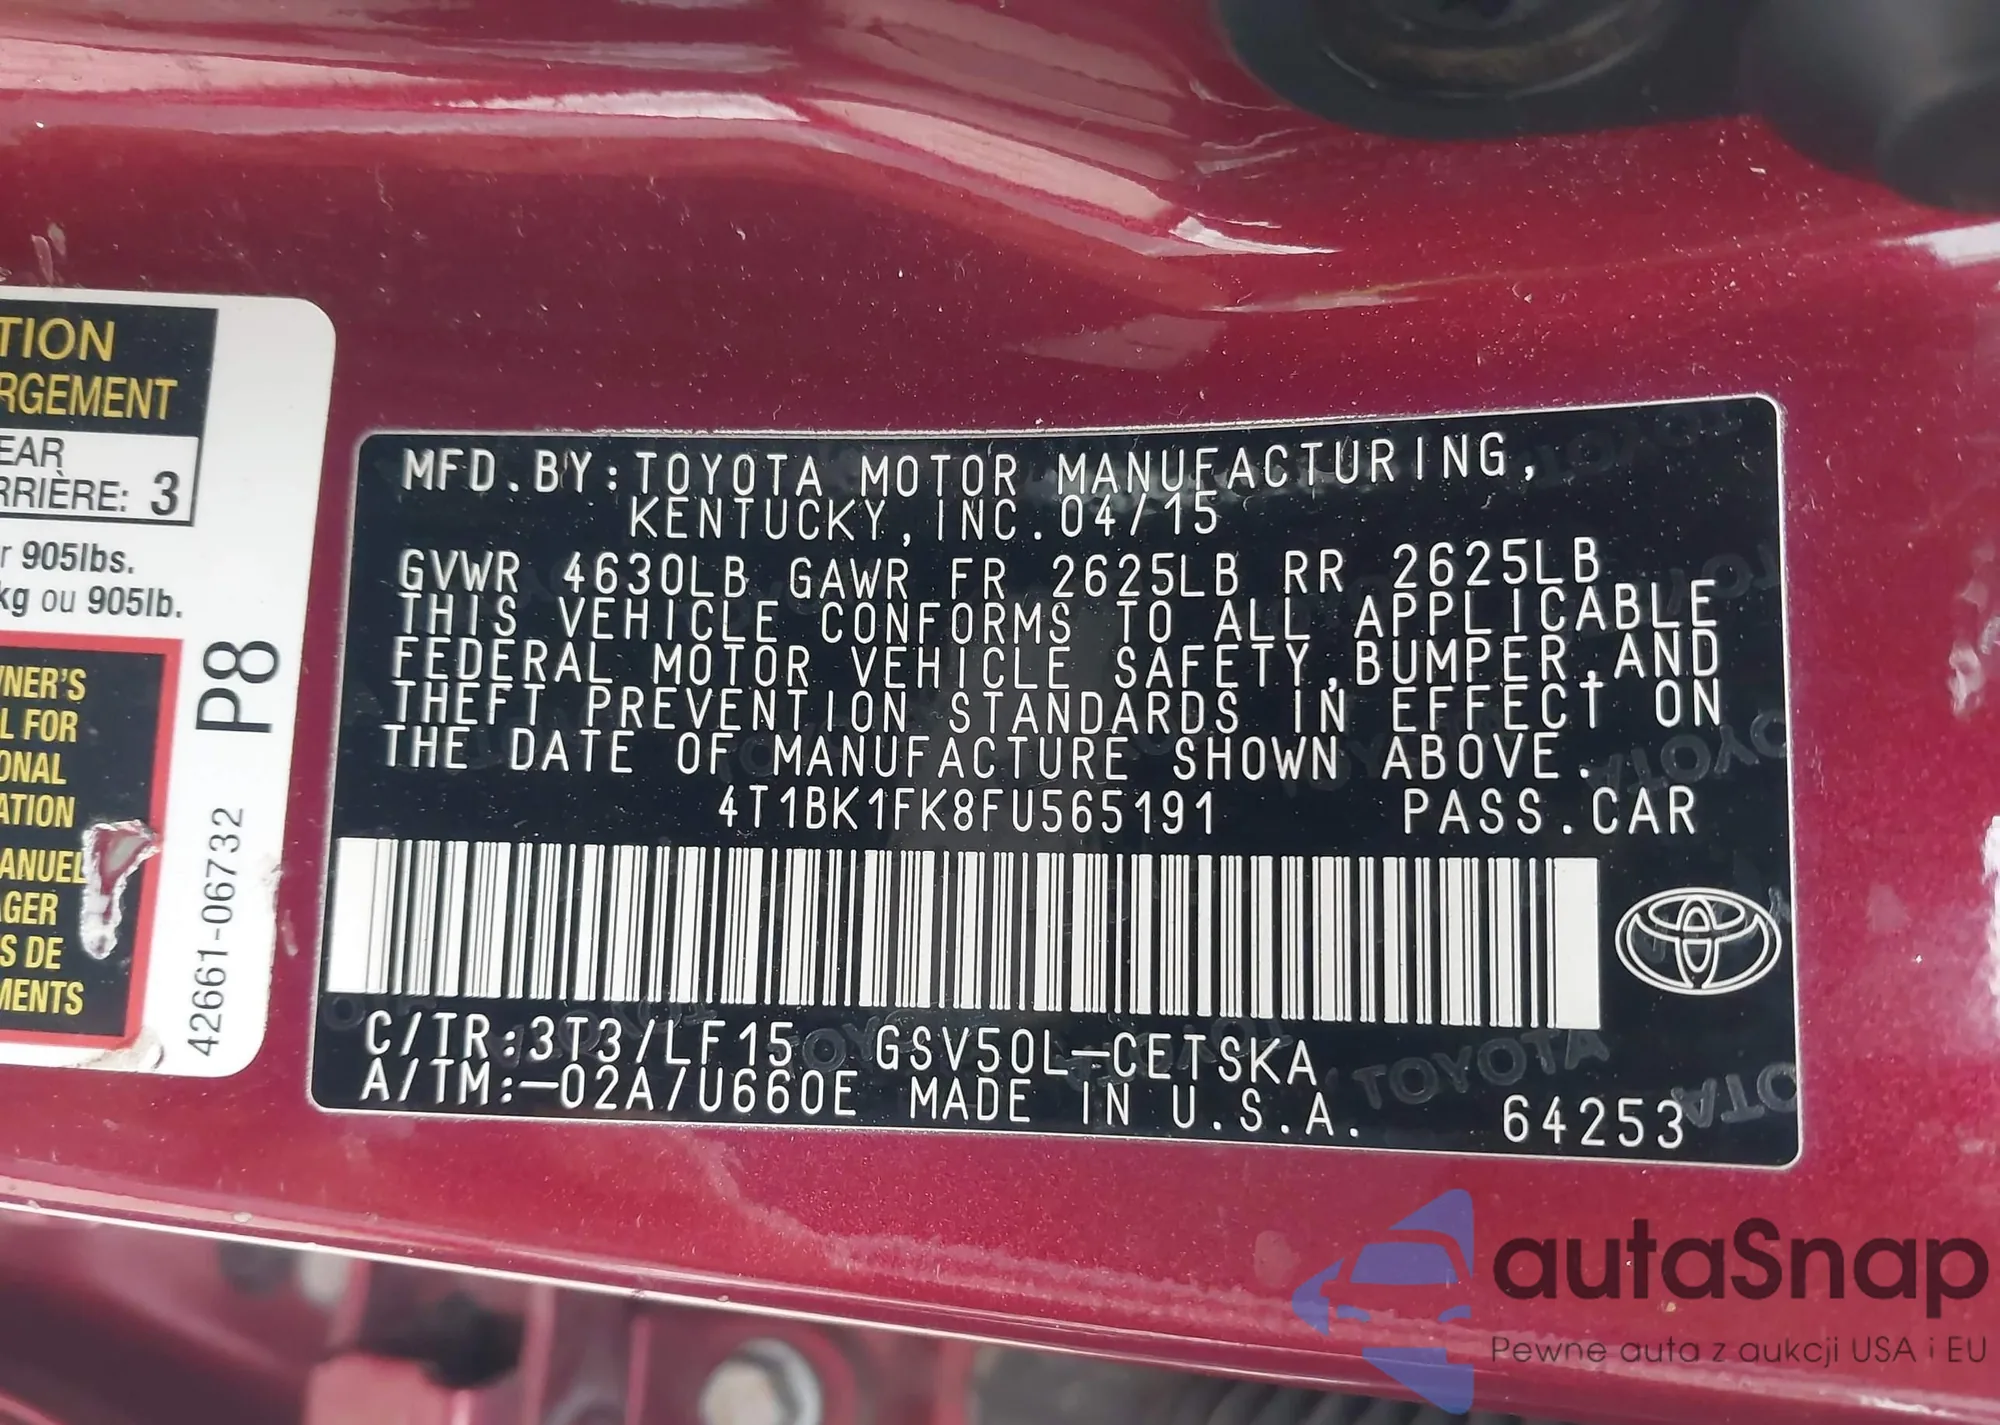 TION
RGEMENT
EAR
RRIÈRE: 3
r 905lbs.
kg ou 905lb.
NER'S
L FOR
ONAL
ATION
ANUEL
AGER
S DE
MENTS
P8
42661-06732
MFD.BY:TOYOTA MOTOR MANUFACTURING,
KENTUCKY,INC.04/15
GVWR 4630LB GAWR FR 2625LB RR 2625LB
THIS VEHICLE CONFORMS TO ALL APPLICABLE
FEDERAL MOTOR VEHICLE SAFETY,BUMPER,AND
THEFT PREVENTION STANDARDS IN EFFECT ON
THE DATE OF MANUFACTURE SHOWN ABOVE.
4T1BK1FK8FU565191 PASS.CAR
C/TR:3T3/LF15 GSV50L-CETSKA
A/TM:-02A/U660E MADE IN U.S.A.
64253
TOYOTA
autaSnap
Pewne auta z aukcji USA i EU